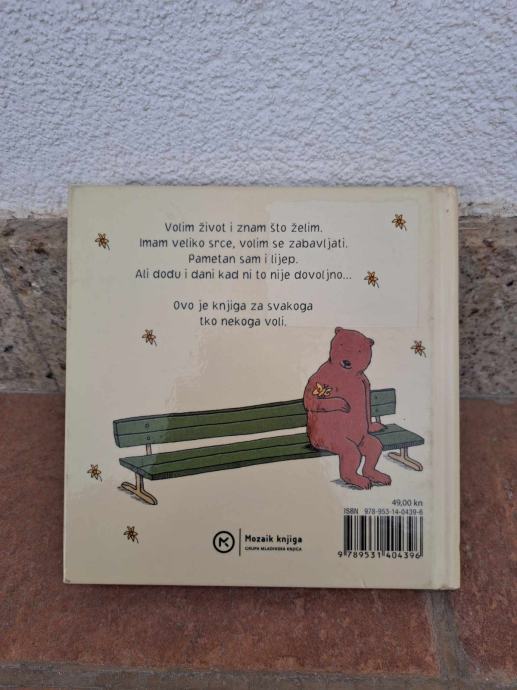 Volim život i znam što želim.
Imam veliko srce, volim se zabavljati.
Pametan sam i lijep.
Ali dođu i dani kad ni to nije dovoljno...
Ovo je knjiga za svakoga
tko nekoga voli.
49,00 kn
ISBN 978-953-14-0439-6
Mozaik knjiga
GRUPA MLADINSKA KNJIGA
9 789531 404396